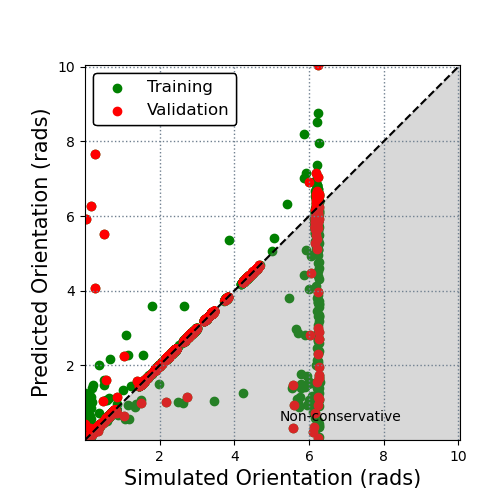 10
8
6
4
2
Predicted Orientation (rads)
Training
Validation
Non-conservative
2
4
6
8
10
Simulated Orientation (rads)